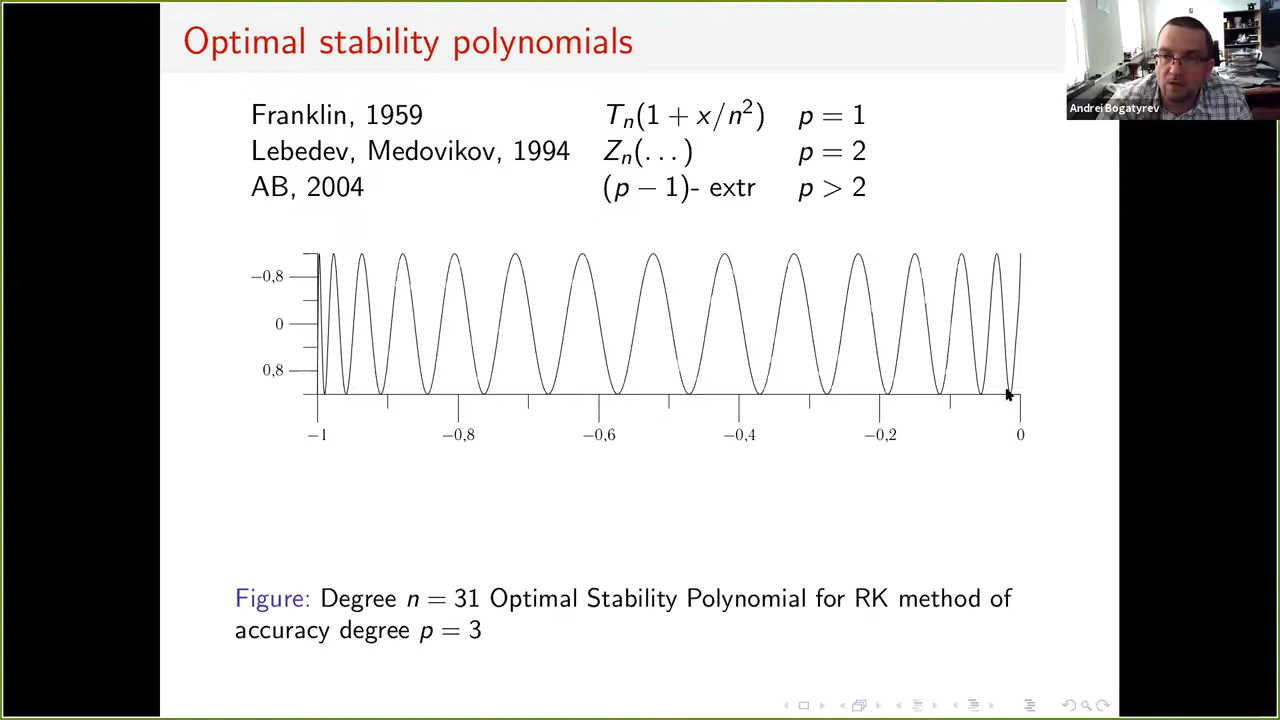 Optimal stability polynomials
Andrei Bogatyrev
Franklin, 1959 Tₙ(1 + x/n²) p = 1
Lebedev, Medovikov, 1994 Zₙ(...) p = 2
AB, 2004 (p − 1)- extr p > 2
−0,8
0
0,8
−1 −0,8 −0,6 −0,4 −0,2 0
Figure: Degree n = 31 Optimal Stability Polynomial for RK method of
accuracy degree p = 3